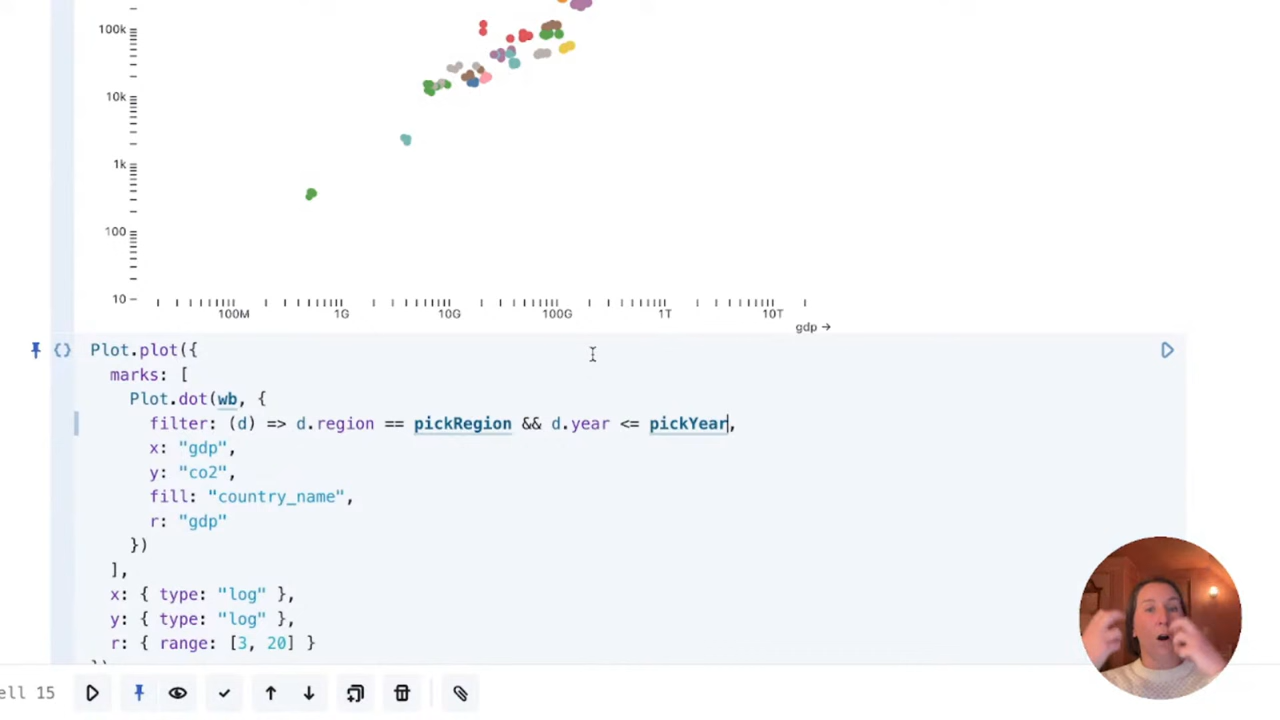 100k
10k
1k
100
10
100M 1G 10G 100G 1T 10T
gdp →
Plot.plot({
marks: [
Plot.dot(wb, {
filter: (d) => d.region == pickRegion && d.year <= pickYear,
x: "gdp",
y: "co2",
fill: "country_name",
r: "gdp"
})
],
x: { type: "log" },
y: { type: "log" },
r: { range: [3, 20] }
ell 15